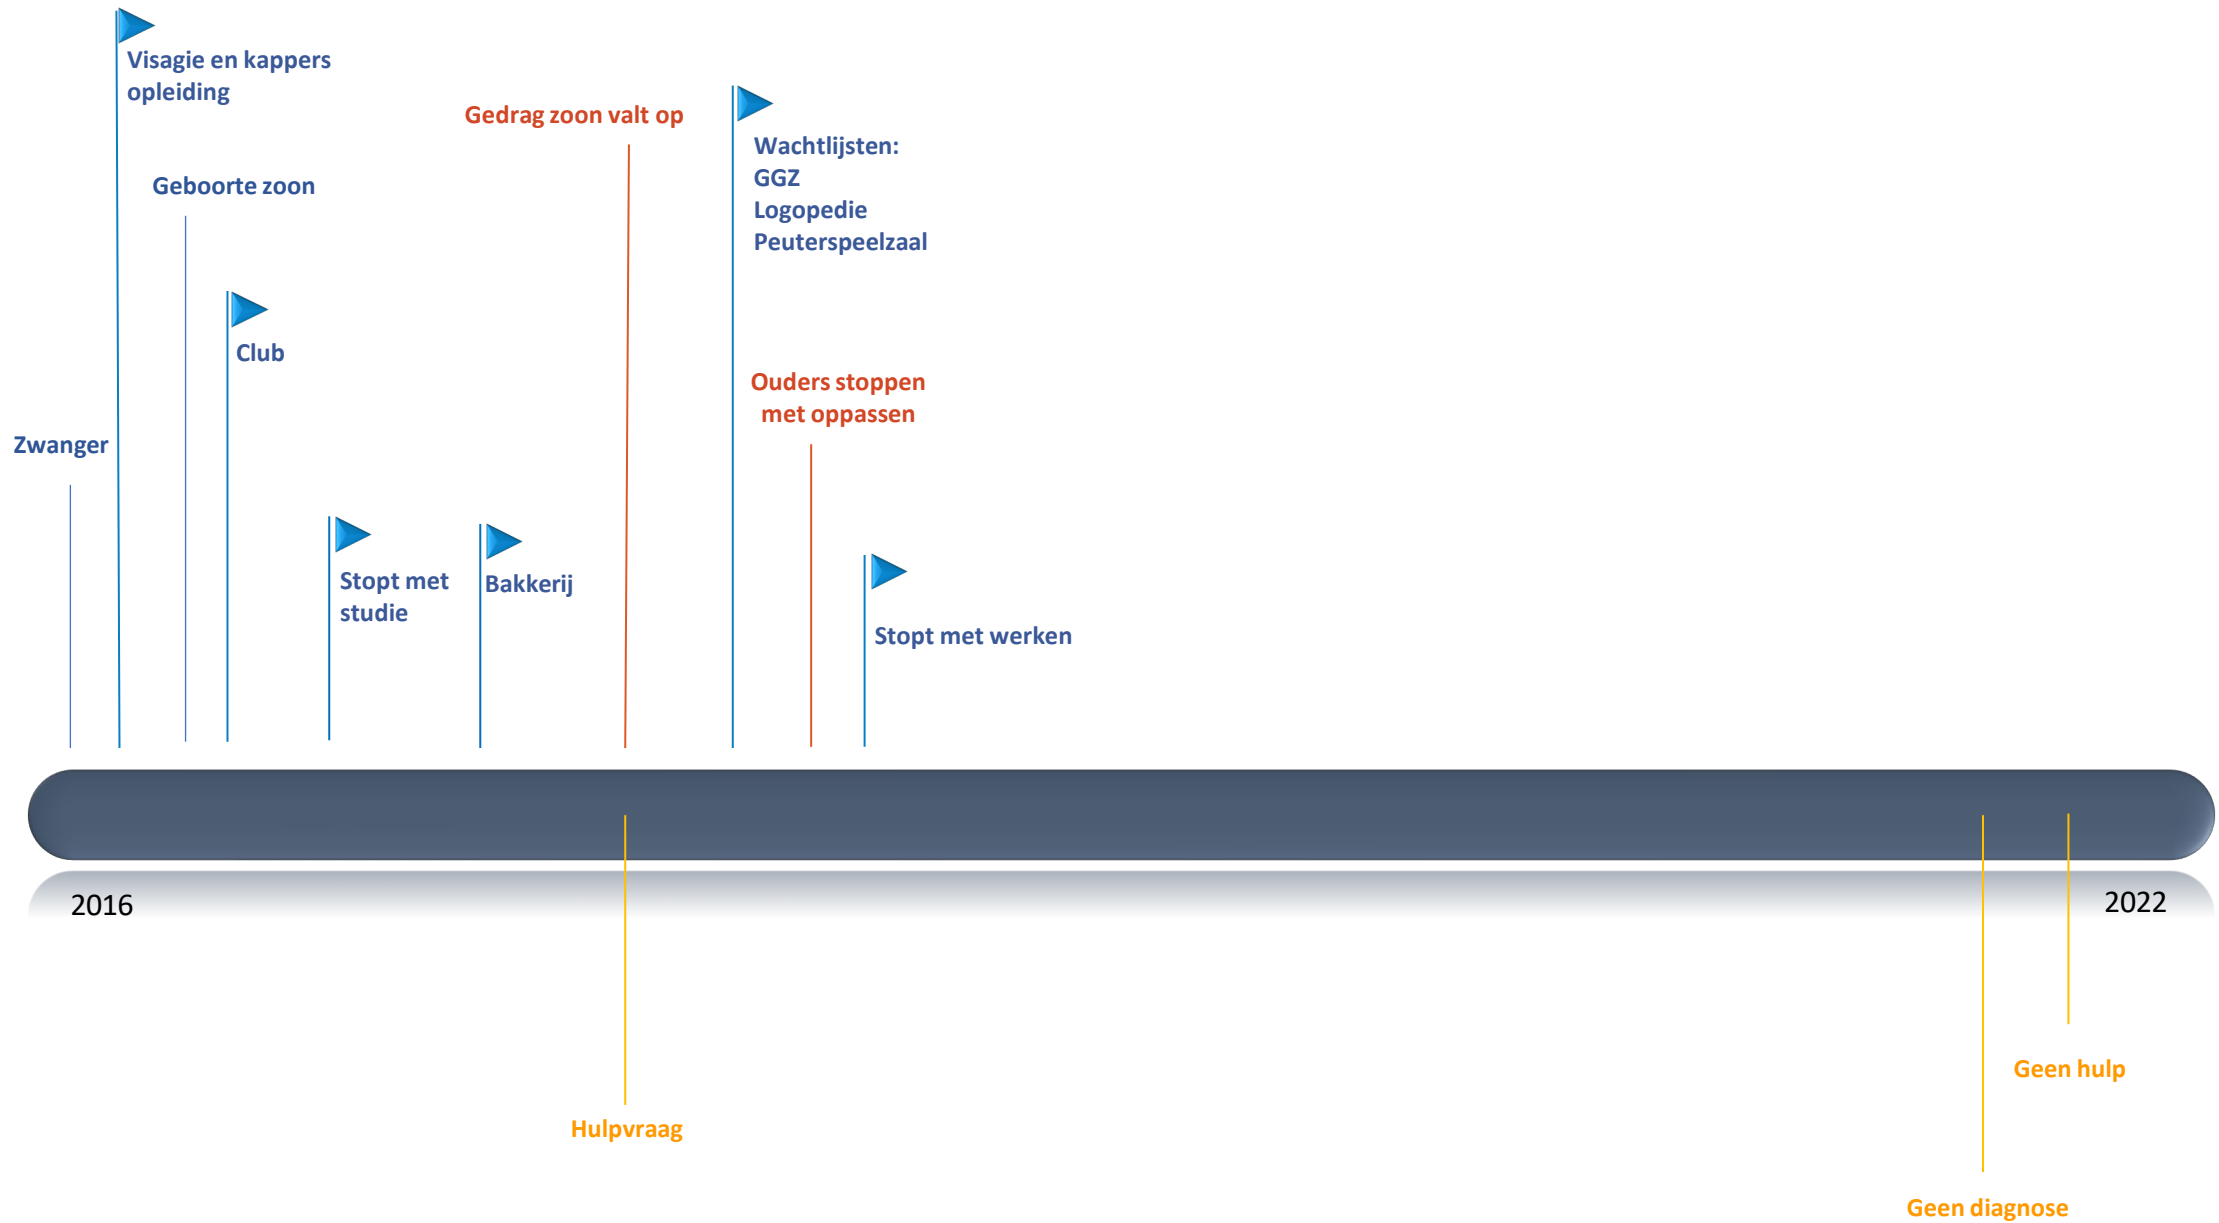 Visagie en kappers
opleiding
Gedrag zoon valt op
Wachtlijsten:
GGZ
Logopedie
Peuterspeelzaal
Geboorte zoon
Club
Ouders stoppen
met oppassen
Zwanger
Stopt met
studie
Bakkerij
Stopt met werken
2016
2022
Geen hulp
Hulpvraag
Geen diagnose